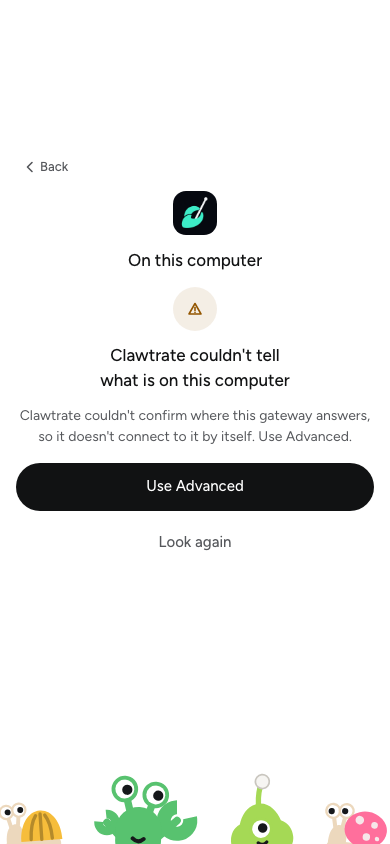 Back
On this computer
Clawtrate couldn't tell
what is on this computer
Clawtrate couldn't confirm where this gateway answers,
so it doesn't connect to it by itself. Use Advanced.
Use Advanced
Look again